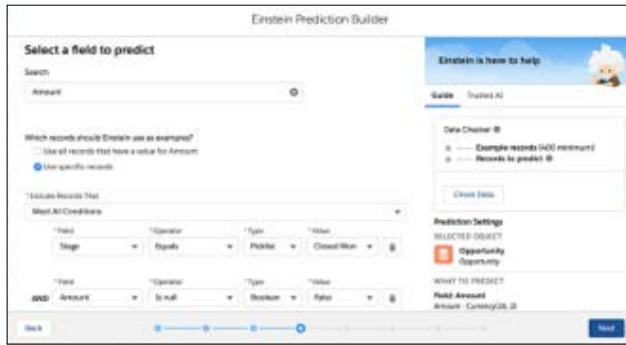 Einstein Prediction Builder
Select a field to predict
Search
Amount
Which records should Einstein use as examples?
Use all records that have a value for Amount
Use specific records
*Include Records That
Meet All Conditions
*Field *Operator *Type *Value
Stage Equals Picklist Closed Won
*Field *Operator *Type *Value
AND Amount Is null Boolean False
Back
Next
Einstein is here to help
Guide Trusted AI
Data Checker
Example records (400 minimum)
Records to predict
Check Data
Prediction Settings
SELECTED OBJECT
Opportunity
Opportunity
WHAT TO PREDICT
Field: Amount
Amount : Currency(16, 2)